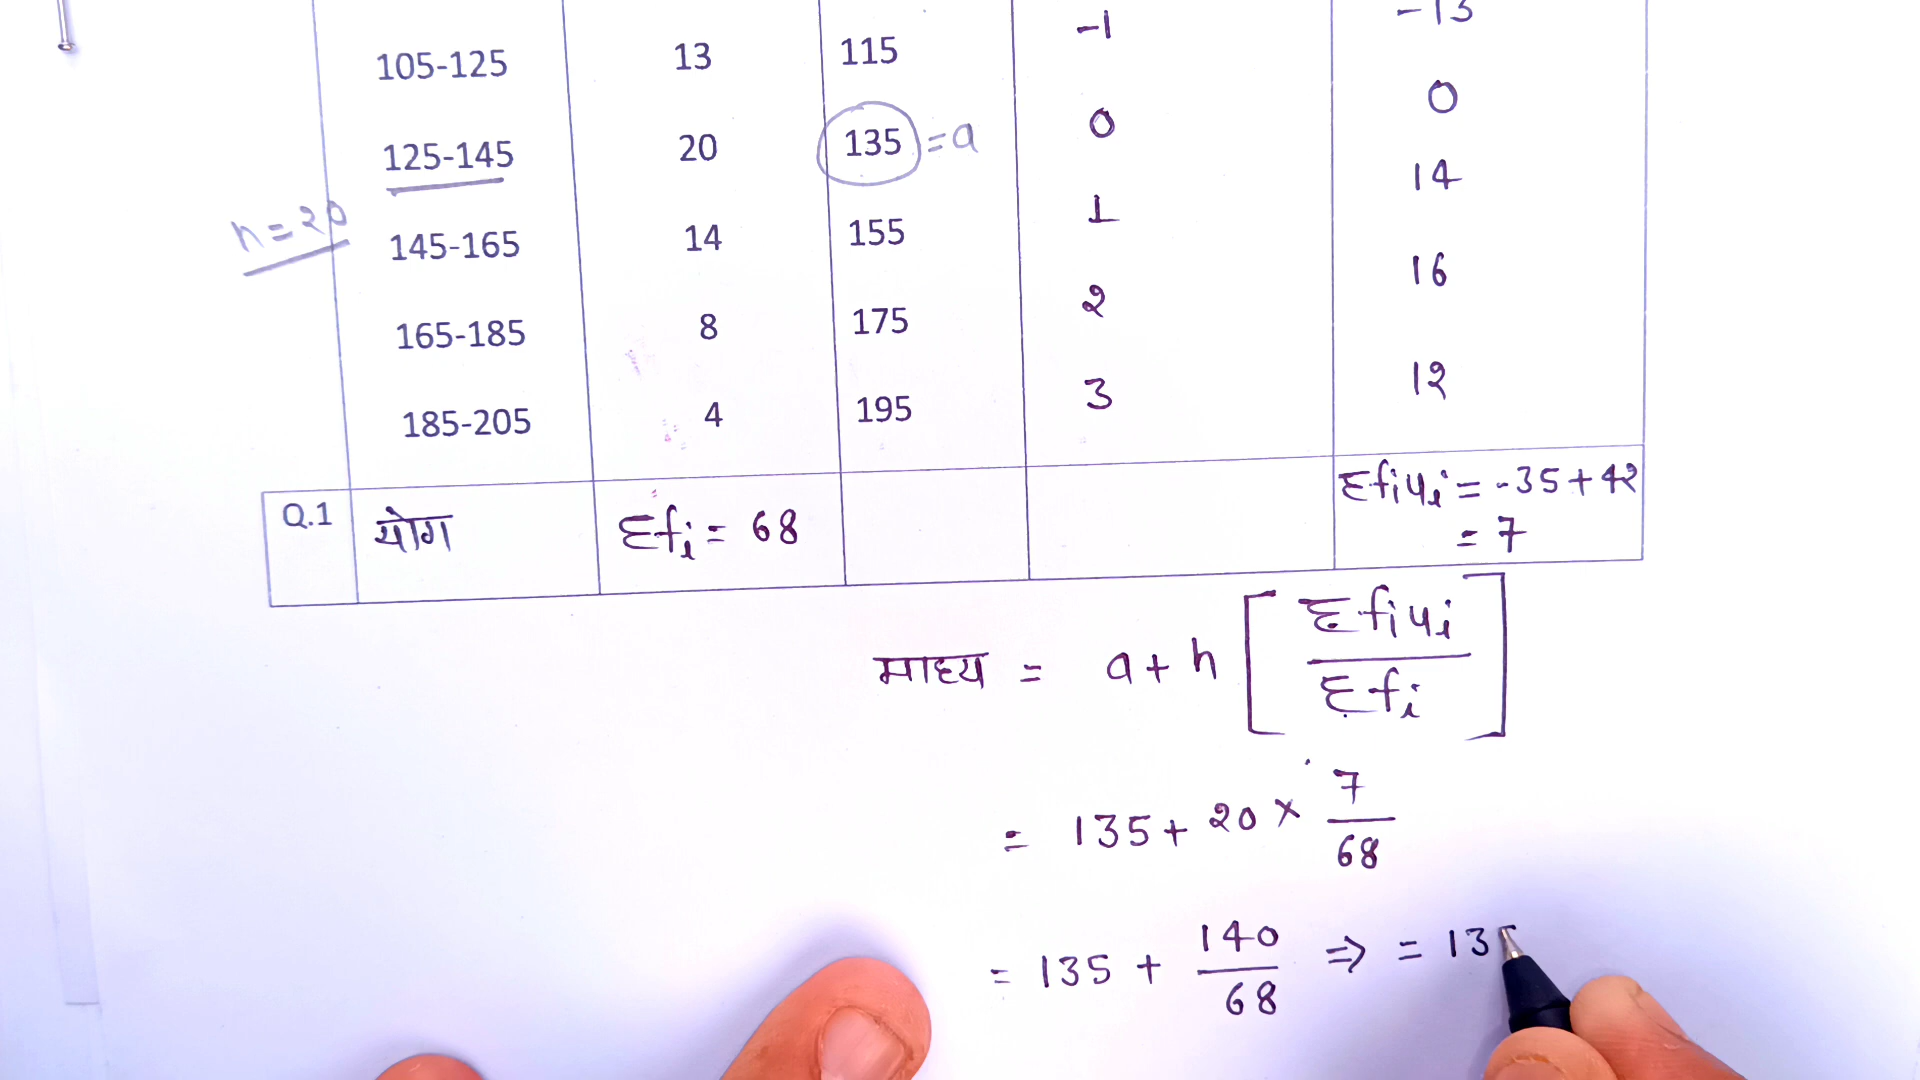 -1 -13
105-125 13 115
0 0
125-145 20 135 = a
1 14
h = 20
145-165 14 155
2 16
165-185 8 175
3 12
185-205 4 195
Q.1 योग Σfᵢ = 68 Σfᵢuᵢ = -35 + 42
= 7
माध्य = a + h [ Σfᵢuᵢ / Σfᵢ ]
= 135 + 20 × 7/68
= 135 + 140/68 ⇒ = 135